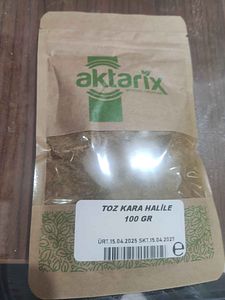 aktarix
TOZ KARA HALİLE
100 GR
ÜRT.15.04.2025 SKT.15.04.2027
e